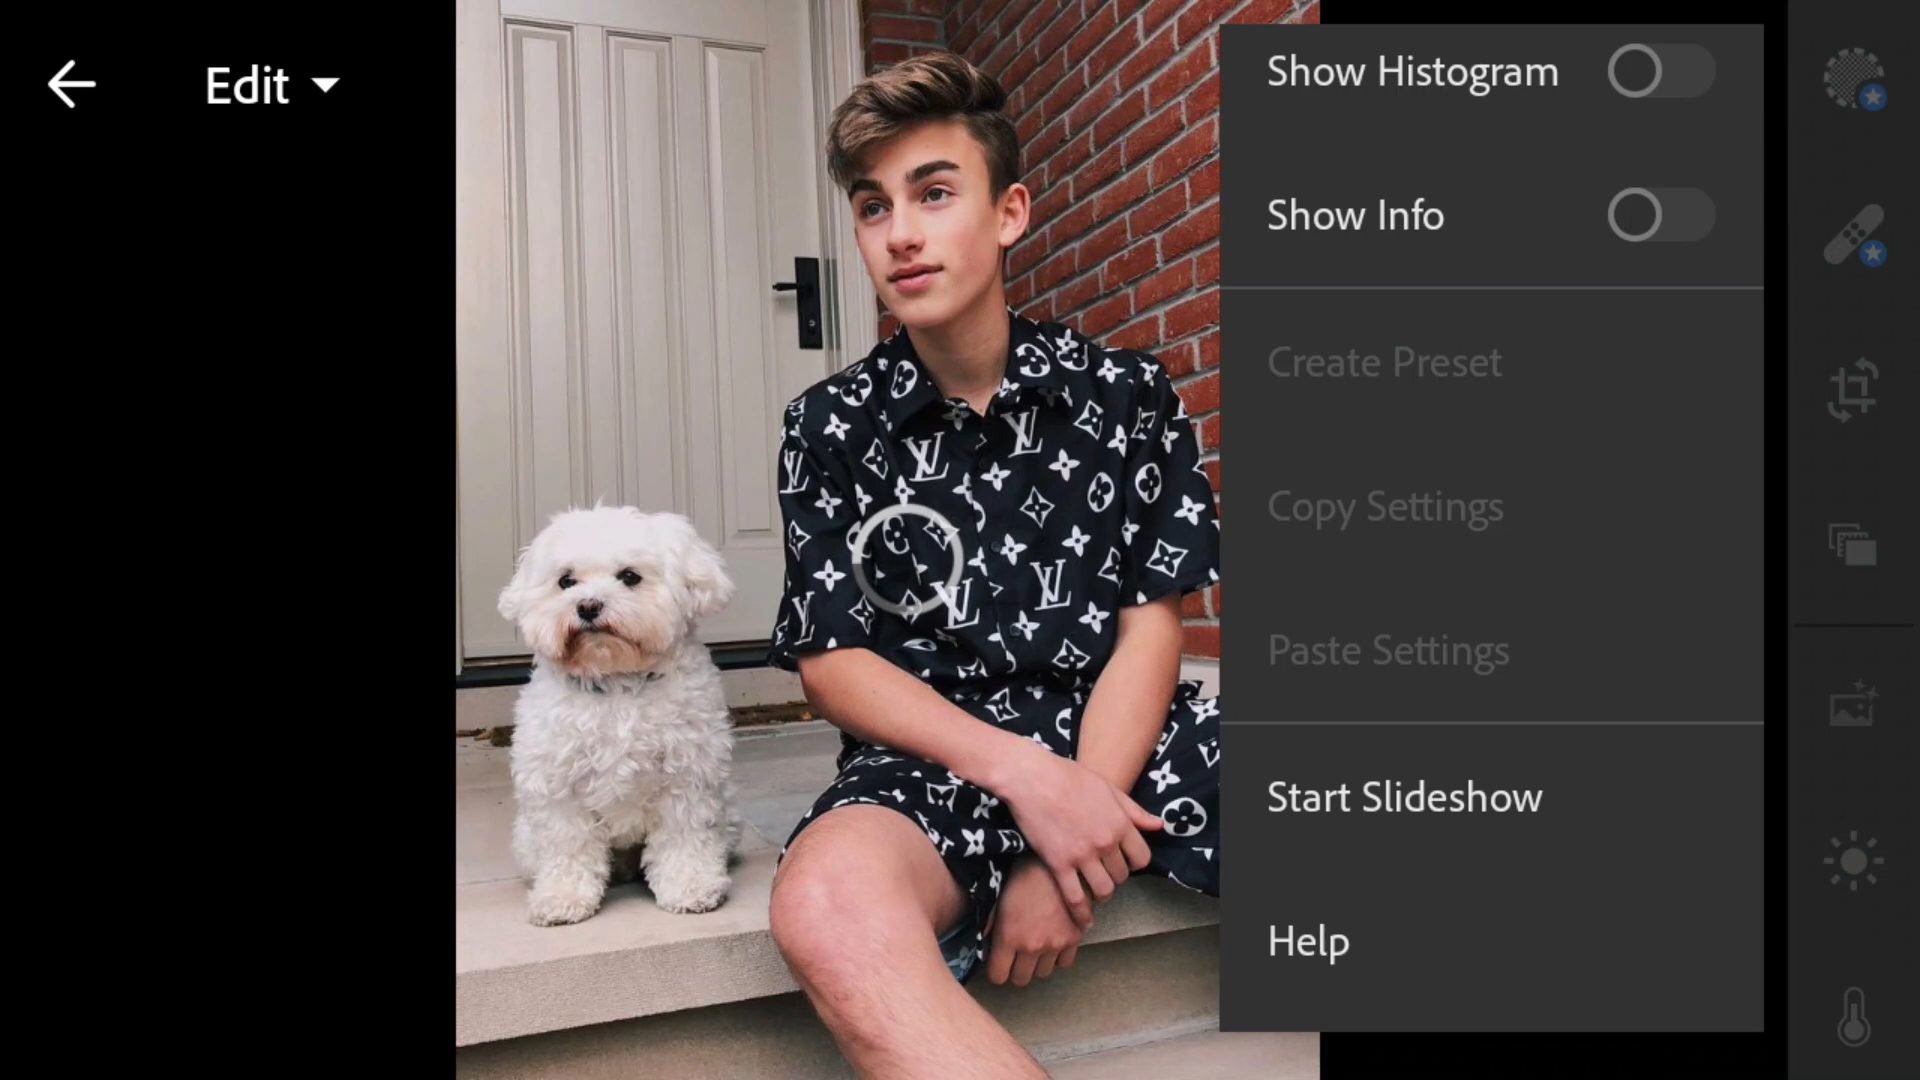 Edit
Show Histogram
Show Info
Create Preset
Copy Settings
Paste Settings
Start Slideshow
Help